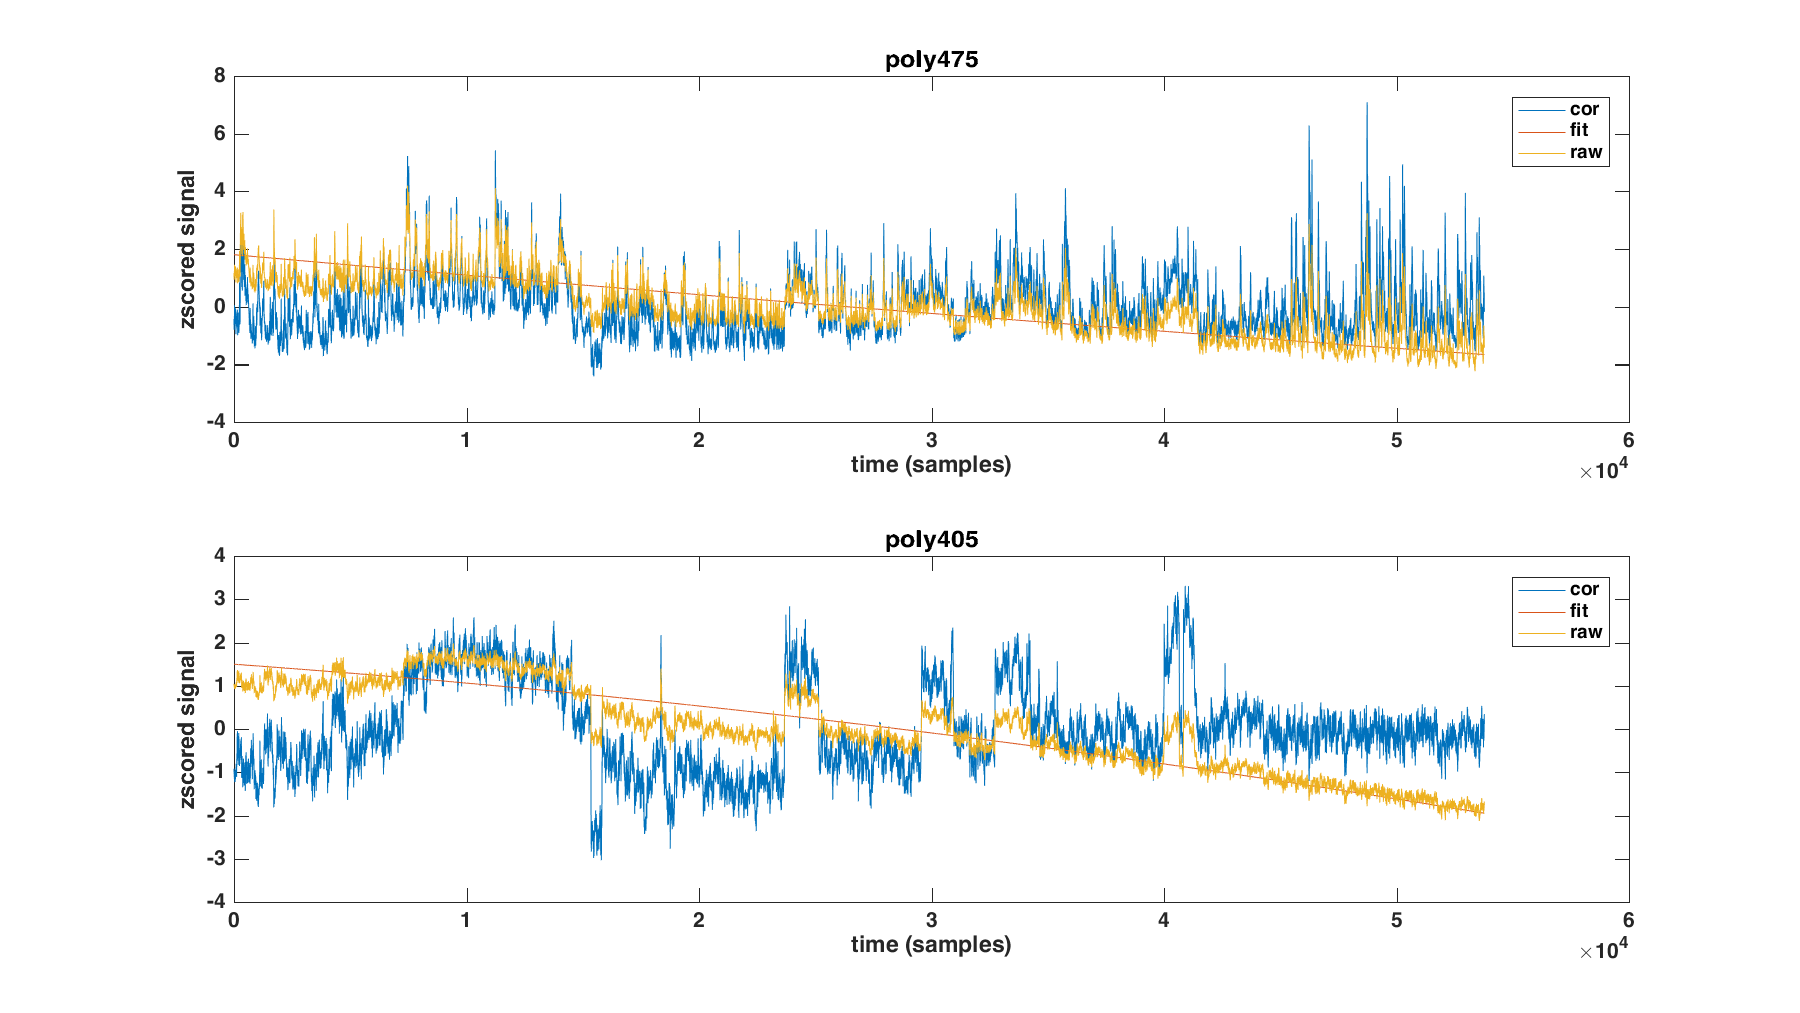 poly475
8
6
4
2
0
-2
-4
zscored signal
cor
fit
raw
0 1 2 3 4 5 6
time (samples)
×10^4
poly405
4
3
2
1
0
-1
-2
-3
-4
zscored signal
cor
fit
raw
0 1 2 3 4 5 6
time (samples)
×10^4